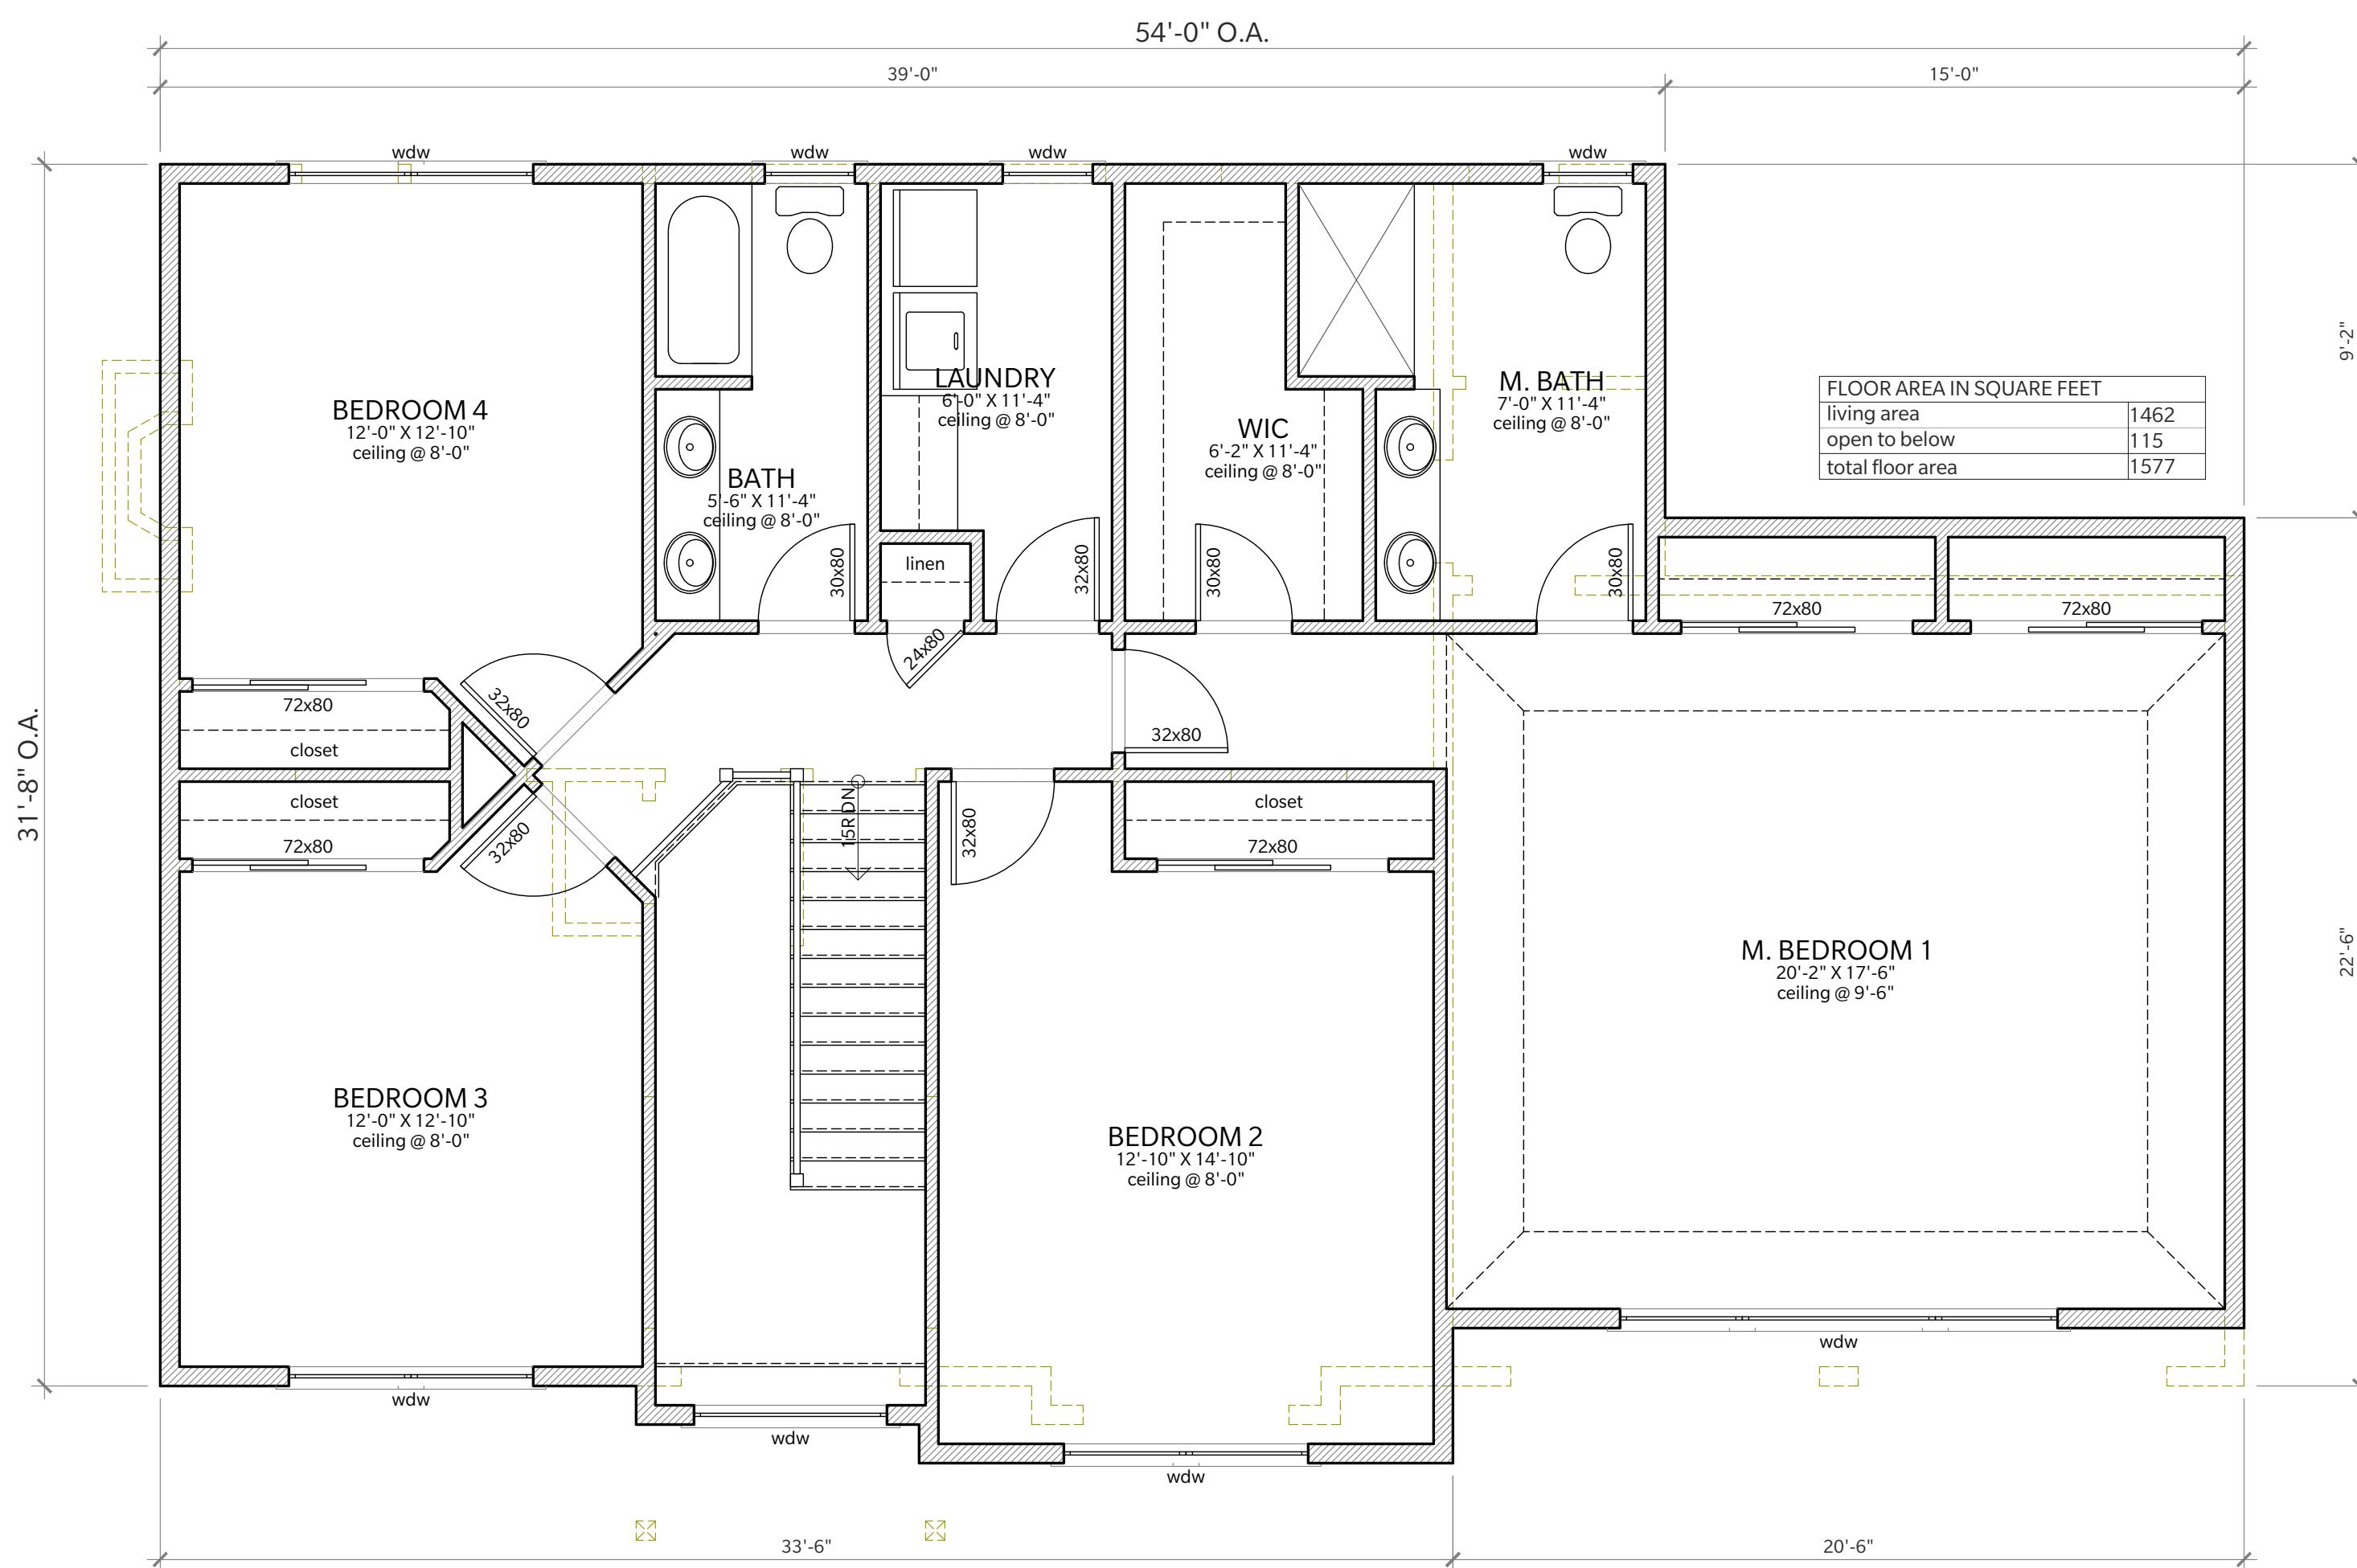 54'-0" O.A.
39'-0"
15'-0"
wdw
wdw
wdw
wdw
31'-8" O.A.
9'-2"
22'-6"
BEDROOM 4
12'-0" X 12'-10"
ceiling @ 8'-0"
BATH
5'-6" X 11'-4"
ceiling @ 8'-0"
30x80
LAUNDRY
6'-0" X 11'-4"
ceiling @ 8'-0"
linen
24x80
32x80
WIC
6'-2" X 11'-4"
ceiling @ 8'-0"
30x80
M. BATH
7'-0" X 11'-4"
ceiling @ 8'-0"
30x80
FLOOR AREA IN SQUARE FEET
living area 1462
open to below 115
total floor area 1577
72x80
72x80
72x80
closet
32x80
closet
72x80
32x80
15R DN
32x80
32x80
closet
72x80
M. BEDROOM 1
20'-2" X 17'-6"
ceiling @ 9'-6"
BEDROOM 3
12'-0" X 12'-10"
ceiling @ 8'-0"
BEDROOM 2
12'-10" X 14'-10"
ceiling @ 8'-0"
wdw
wdw
wdw
wdw
33'-6"
20'-6"